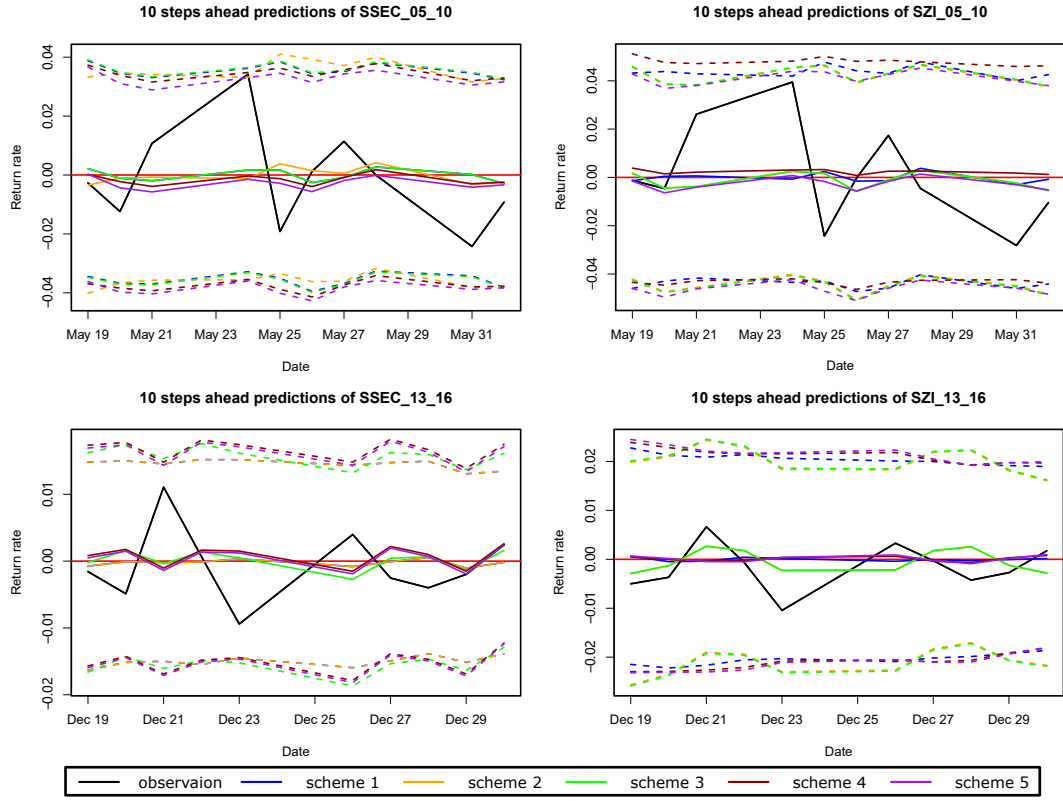 10 steps ahead predictions of SSEC_05_10
Return rate
0.04
0.02
0.00
-0.02
-0.04
May 19
May 21
May 23
May 25
May 27
May 29
May 31
Date
10 steps ahead predictions of SZI_05_10
Return rate
0.04
0.02
0.00
-0.02
-0.04
May 19
May 21
May 23
May 25
May 27
May 29
May 31
Date
10 steps ahead predictions of SSEC_13_16
Return rate
0.01
0.00
-0.01
-0.02
Dec 19
Dec 21
Dec 23
Dec 25
Dec 27
Dec 29
Date
10 steps ahead predictions of SZI_13_16
Return rate
0.02
0.01
0.00
-0.01
-0.02
Dec 19
Dec 21
Dec 23
Dec 25
Dec 27
Dec 29
Date
observaion scheme 1 scheme 2 scheme 3 scheme 4 scheme 5